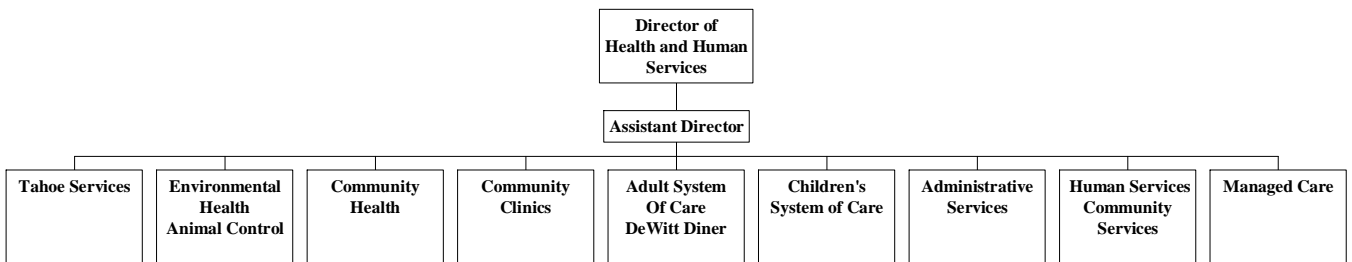 Director of
Health and Human
Services
Assistant Director
Tahoe Services
Environmental
Health
Animal Control
Community
Health
Community
Clinics
Adult System
Of Care
DeWitt Diner
Children's
System of Care
Administrative
Services
Human Services
Community
Services
Managed Care